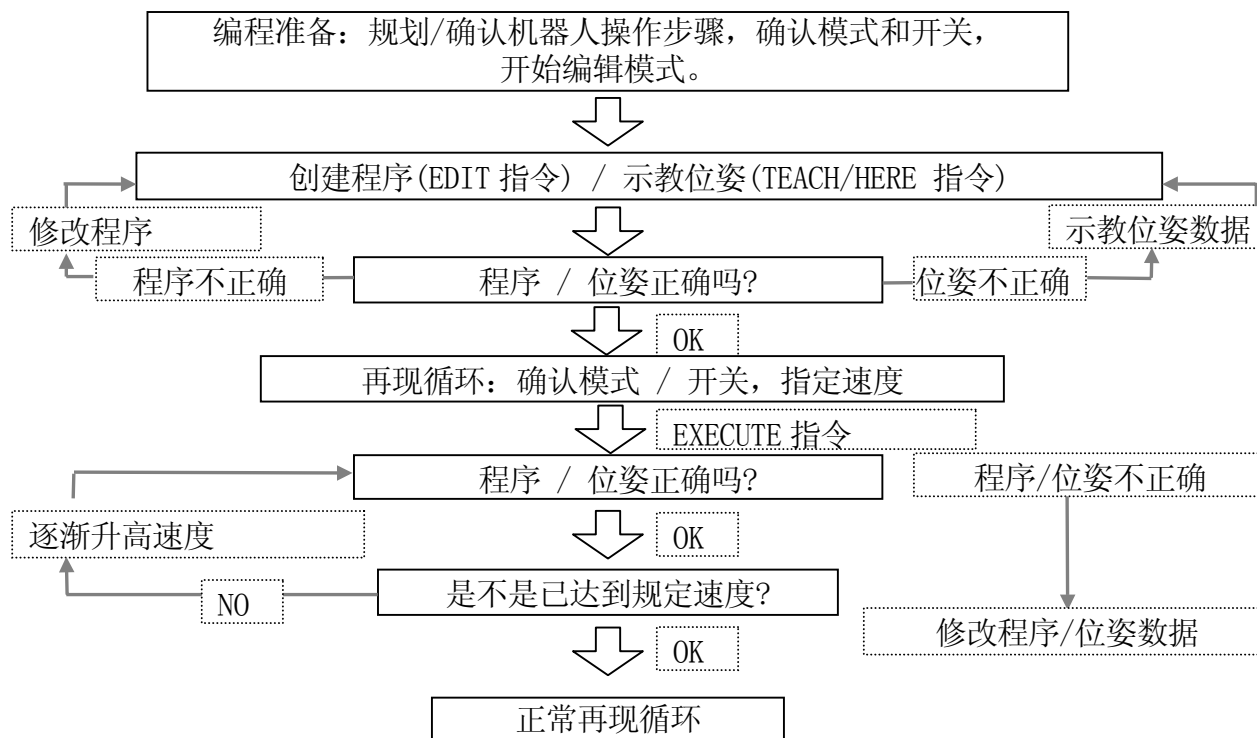 编程准备：规划/确认机器人操作步骤，确认模式和开关，
开始编辑模式。
创建程序(EDIT 指令) / 示教位姿(TEACH/HERE 指令)
修改程序
示教位姿数据
程序不正确
程序 / 位姿正确吗?
位姿不正确
OK
再现循环：确认模式 / 开关，指定速度
EXECUTE 指令
程序 / 位姿正确吗?
程序/位姿不正确
逐渐升高速度
OK
NO
是不是已达到规定速度?
修改程序/位姿数据
OK
正常再现循环